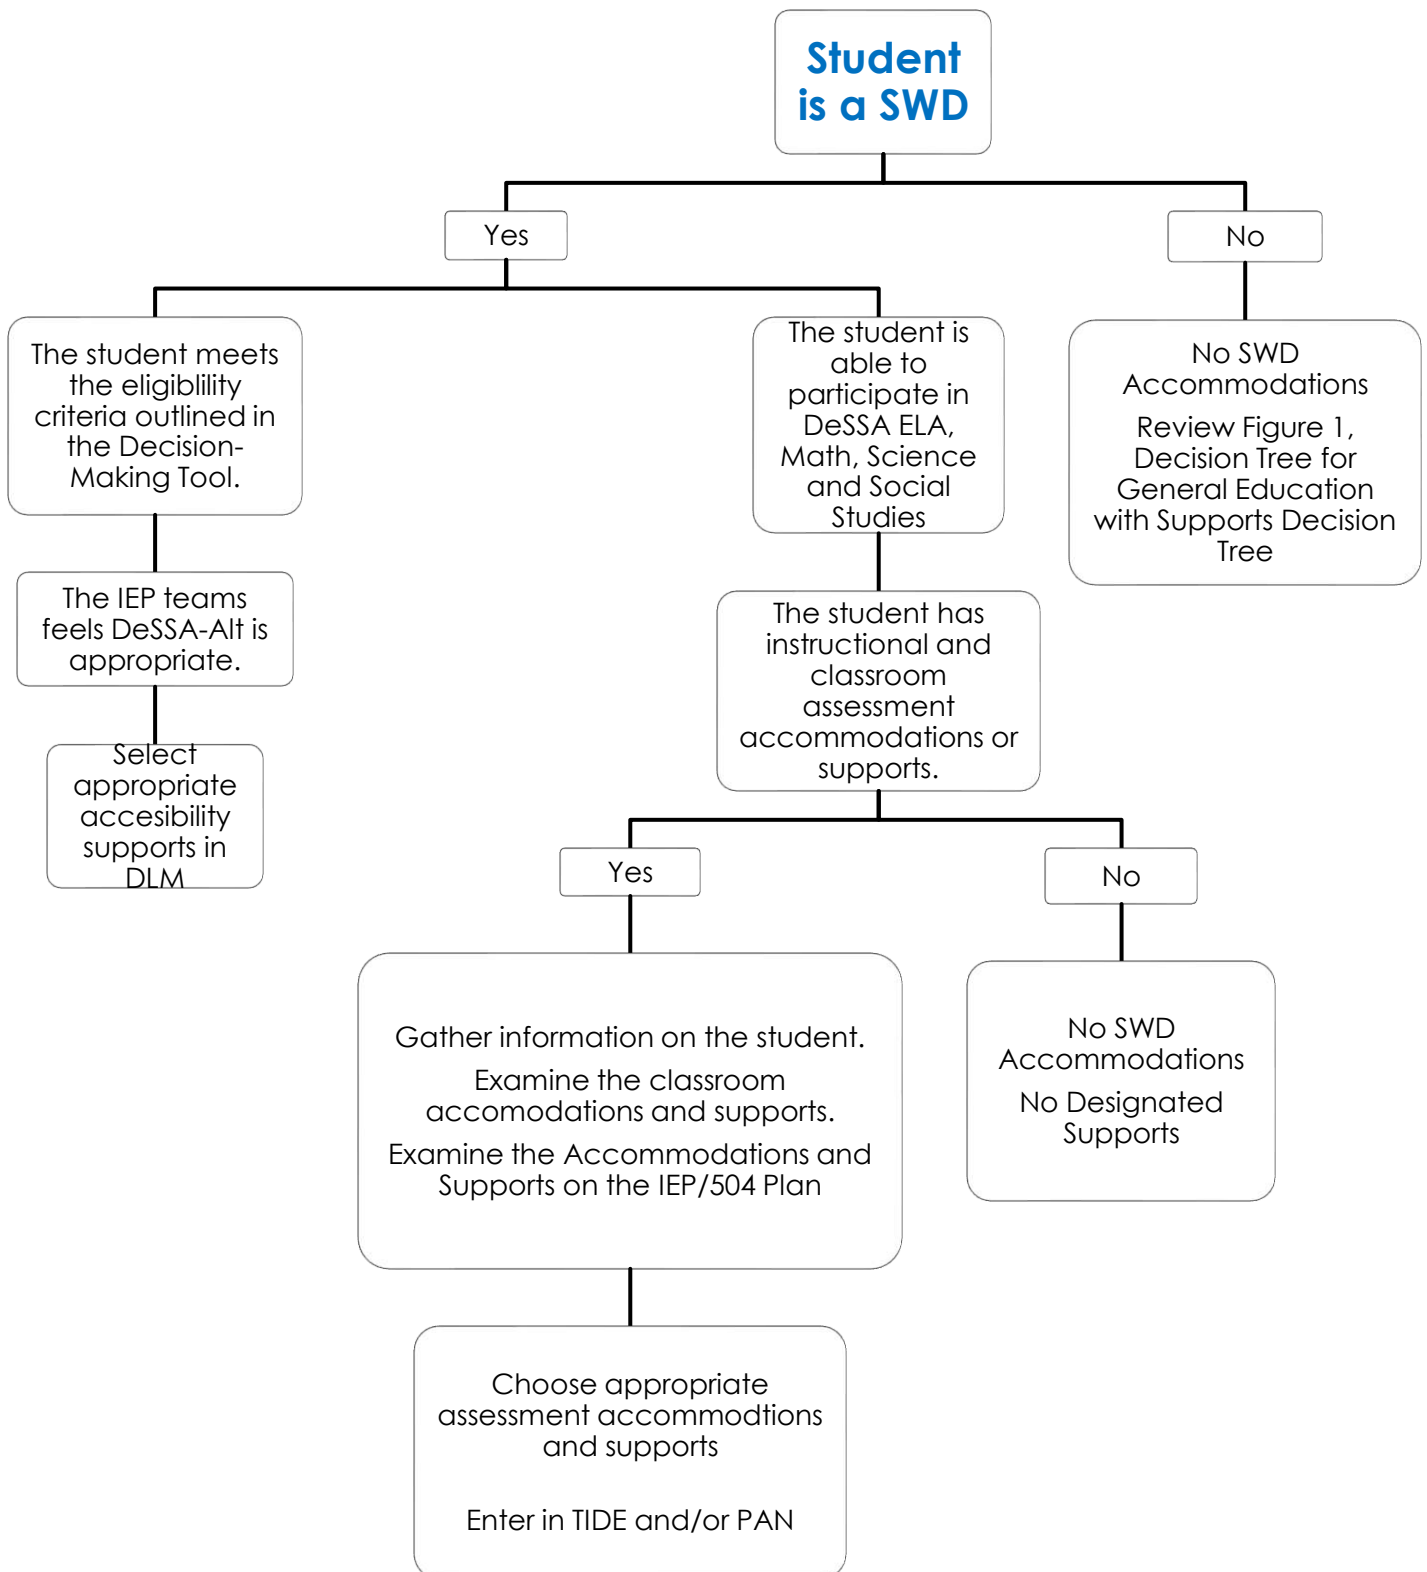 Student
is a SWD
Yes
No
The student meets
the eligiblility
criteria outlined in
the Decision-
Making Tool.
The student is
able to
participate in
DeSSA ELA,
Math, Science
and Social
Studies
No SWD
Accommodations
Review Figure 1,
Decision Tree for
General Education
with Supports Decision
Tree
The IEP teams
feels DeSSA-Alt is
appropriate.
The student has
instructional and
classroom
assessment
accommodations or
supports.
Select
appropriate
accesibility
supports in
DLM
Yes
No
Gather information on the student.
Examine the classroom
accomodations and supports.
Examine the Accommodations and
Supports on the IEP/504 Plan
No SWD
Accommodations
No Designated
Supports
Choose appropriate
assessment accommodtions
and supports
Enter in TIDE and/or PAN